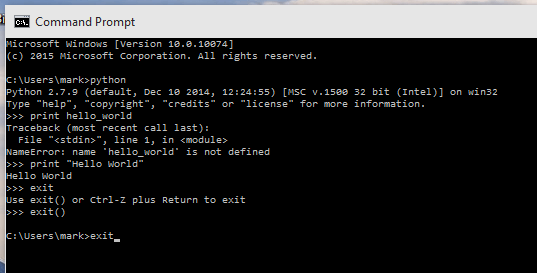 Command Prompt
Microsoft Windows [Version 10.0.10074]
(c) 2015 Microsoft Corporation. All rights reserved.
C:\Users\mark>python
Python 2.7.9 (default, Dec 10 2014, 12:24:55) [MSC v.1500 32 bit (Intel)] on win32
Type "help", "copyright", "credits" or "license" for more information.
>>> print hello_world
Traceback (most recent call last):
  File "<stdin>", line 1, in <module>
NameError: name 'hello_world' is not defined
>>> print "Hello World"
Hello World
>>> exit
Use exit() or Ctrl-Z plus Return to exit
>>> exit()
C:\Users\mark>exit